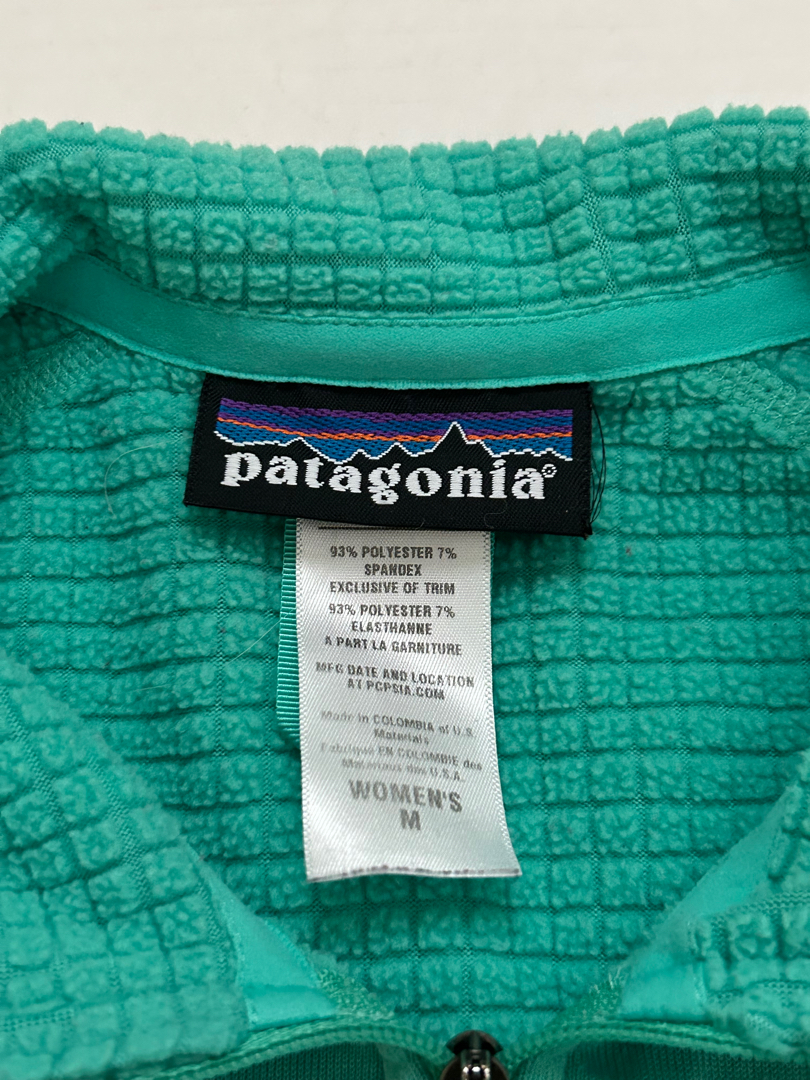 patagonia®
93% POLYESTER 7%
SPANDEX
EXCLUSIVE OF TRIM
93% POLYESTER 7%
ELASTHANNE
A PART LA GARNITURE
MFG DATE AND LOCATION
AT PCPSIA.COM
Made in COLOMBIA of U.S.
Materials
Fabriqué EN COLOMBIE des
Materiaux des U.S.A.
WOMEN'S
M